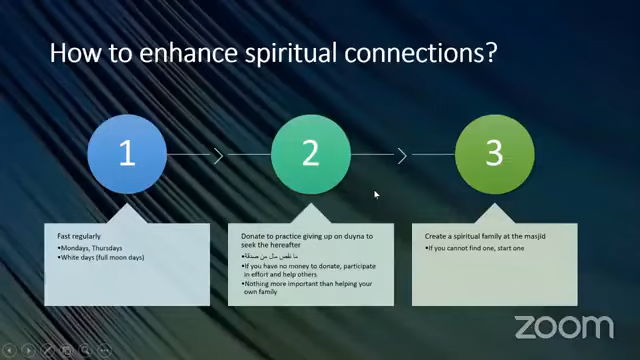 How to enhance spiritual connections?
1
2
3
Fast regularly
•Mondays, Thursdays
•White days (full moon days)
Donate to practice giving up on duyna to
seek the hereafter
•ما نقص مال من صدقة
•If you have no money to donate, participate
in effort and help others
•Nothing more important than helping your
own family
Create a spiritual family at the masjid
•If you cannot find one, start one
zoom